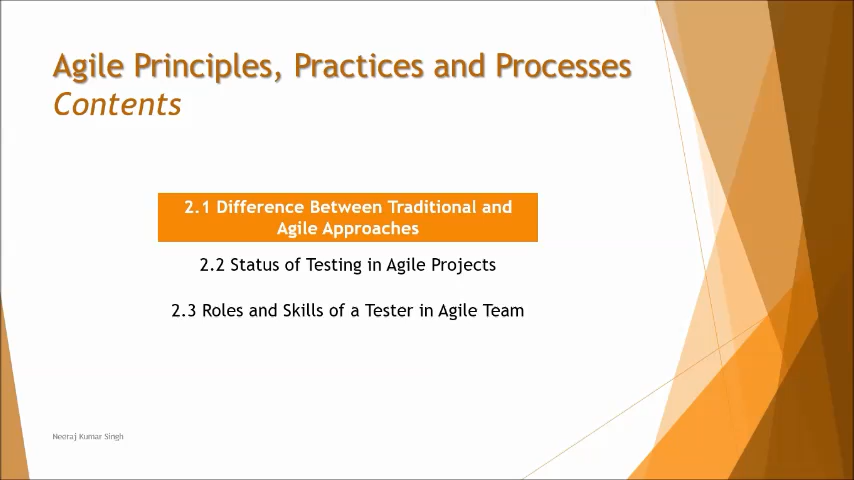 Agile Principles, Practices and Processes
Contents
2.1 Difference Between Traditional and
Agile Approaches
2.2 Status of Testing in Agile Projects
2.3 Roles and Skills of a Tester in Agile Team
Neeraj Kumar Singh